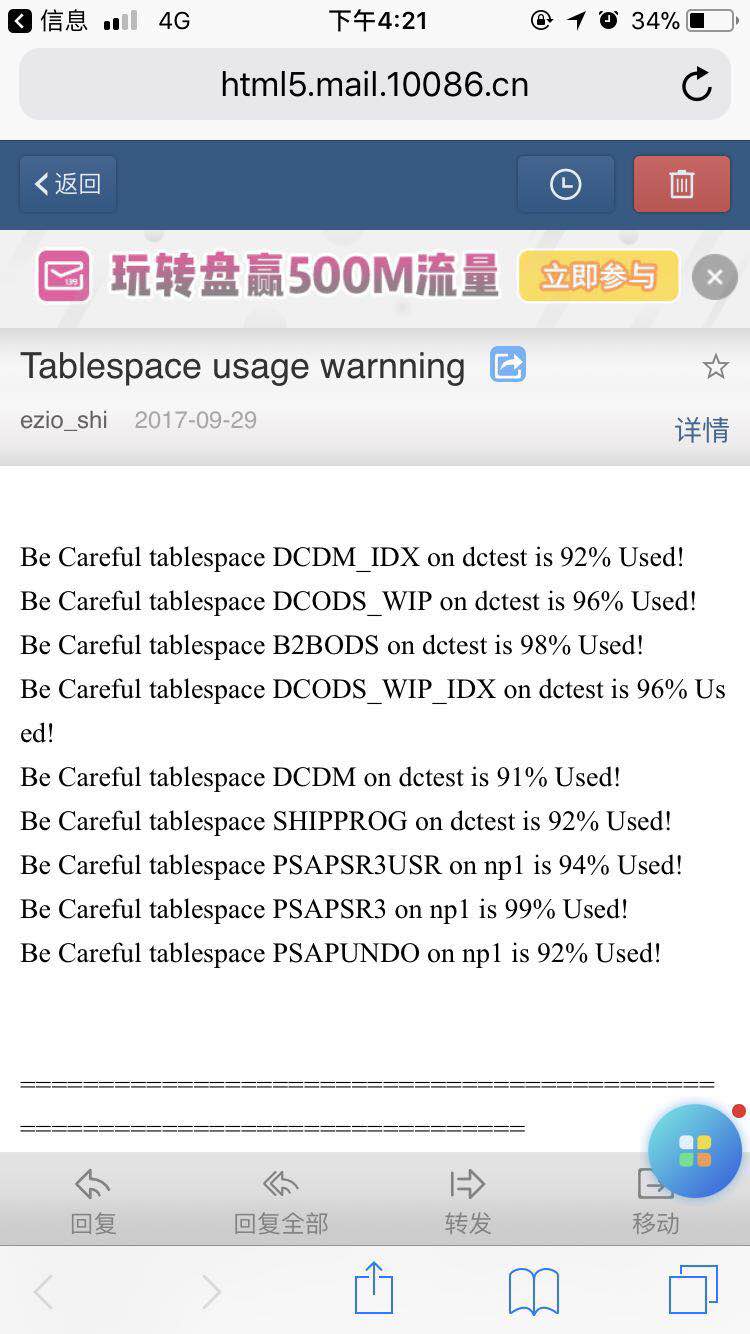 信息 4G 下午4:21 34%
html5.mail.10086.cn
返回
139 玩转盘赢500M流量 立即参与
Tablespace usage warnning
ezio_shi 2017-09-29 详情
Be Careful tablespace DCDM_IDX on dctest is 92% Used!
Be Careful tablespace DCODS_WIP on dctest is 96% Used!
Be Careful tablespace B2BODS on dctest is 98% Used!
Be Careful tablespace DCODS_WIP_IDX on dctest is 96% Us
ed!
Be Careful tablespace DCDM on dctest is 91% Used!
Be Careful tablespace SHIPPROG on dctest is 92% Used!
Be Careful tablespace PSAPSR3USR on np1 is 94% Used!
Be Careful tablespace PSAPSR3 on np1 is 99% Used!
Be Careful tablespace PSAPUNDO on np1 is 92% Used!
============================================
================================
回复 回复全部 转发 移动